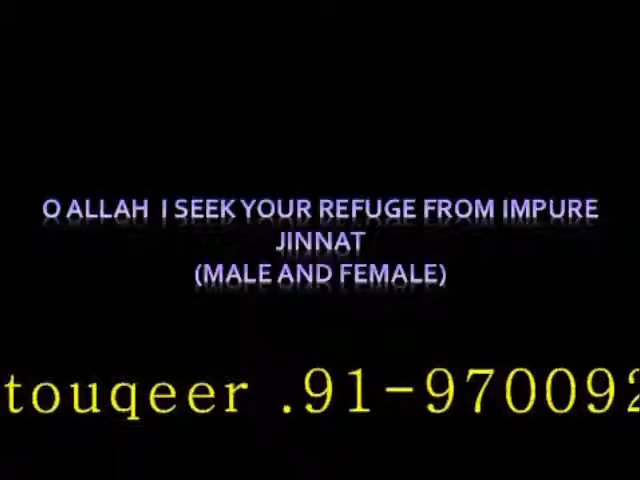 O ALLAH I SEEK YOUR REFUGE FROM IMPURE
JINNAT
(MALE AND FEMALE)
touqeer .91-970092